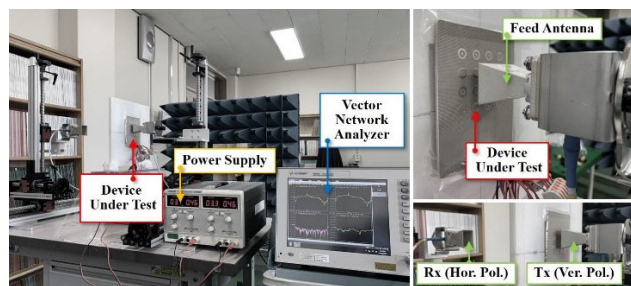 Vector
Network
Analyzer
Power Supply
Device
Under Test
Feed Antenna
Device
Under Test
Rx (Hor. Pol.)
Tx (Ver. Pol.)